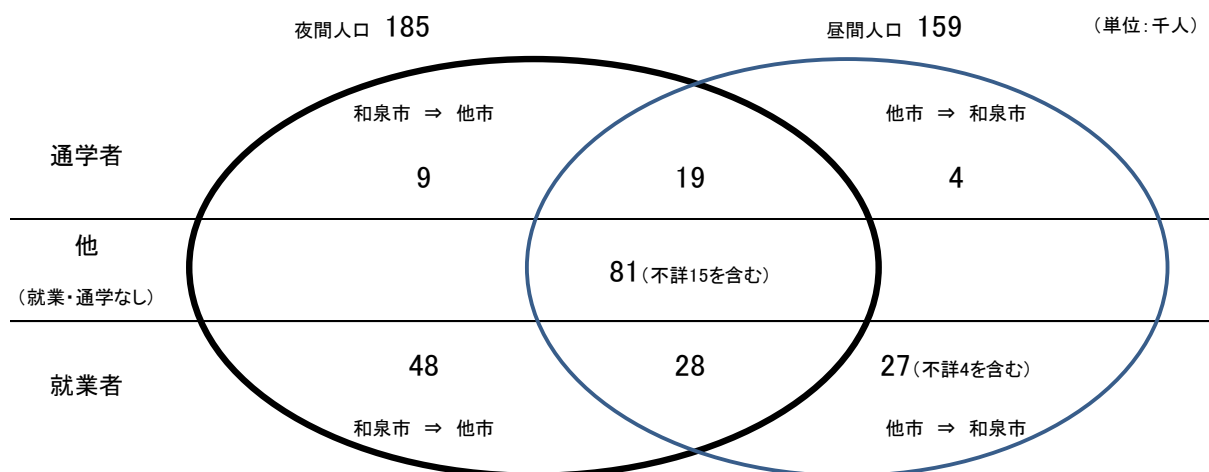 夜間人口 185
昼間人口 159
(単位:千人)
和泉市 ⇒ 他市
他市 ⇒ 和泉市
通学者
9
19
4
他
(就業・通学なし)
81(不詳15を含む)
48
28
27(不詳4を含む)
就業者
和泉市 ⇒ 他市
他市 ⇒ 和泉市